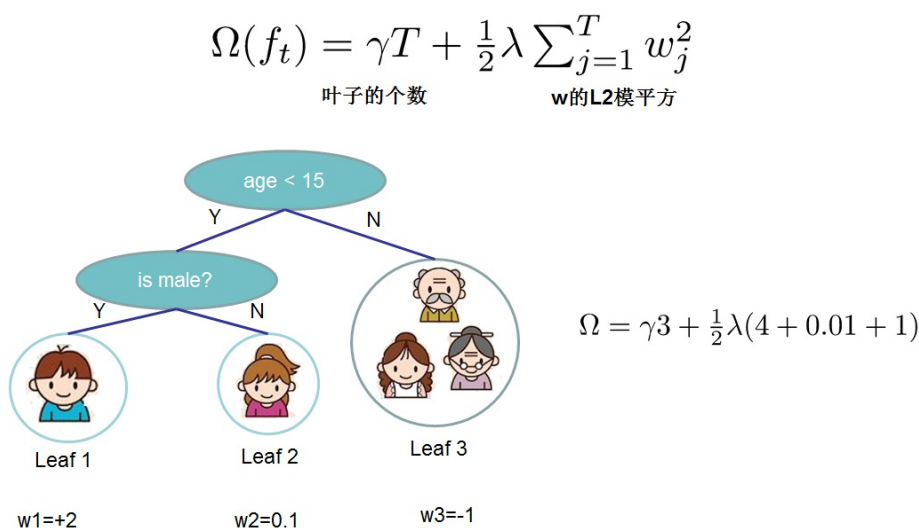 Ω(f_t) = γT + ½λ ∑_{j=1}^{T} w_j^2
叶子的个数 w的L2模平方
age < 15
Y N
is male?
Y N
Ω = γ3 + ½λ(4 + 0.01 + 1)
Leaf 1 Leaf 2 Leaf 3
w1=+2 w2=0.1 w3=-1